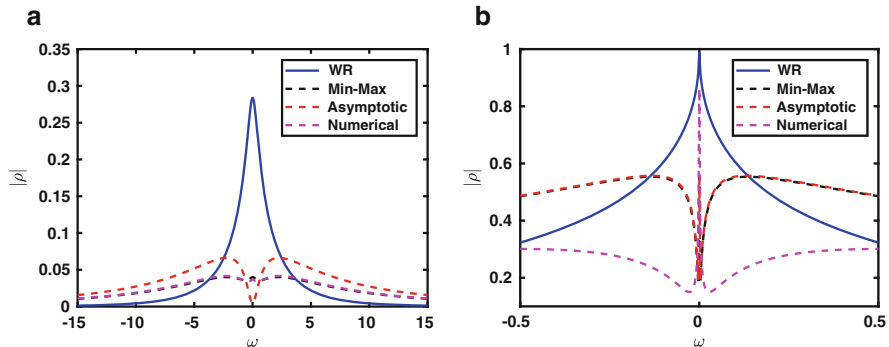 a
0.35
0.3
0.25
0.2
0.15
0.1
0.05
0
|ρ|
-15 -10 -5 0 5 10 15
ω
WR
Min-Max
Asymptotic
Numerical
b
1
0.8
0.6
0.4
0.2
|ρ|
-0.5 0 0.5
ω
WR
Min-Max
Asymptotic
Numerical